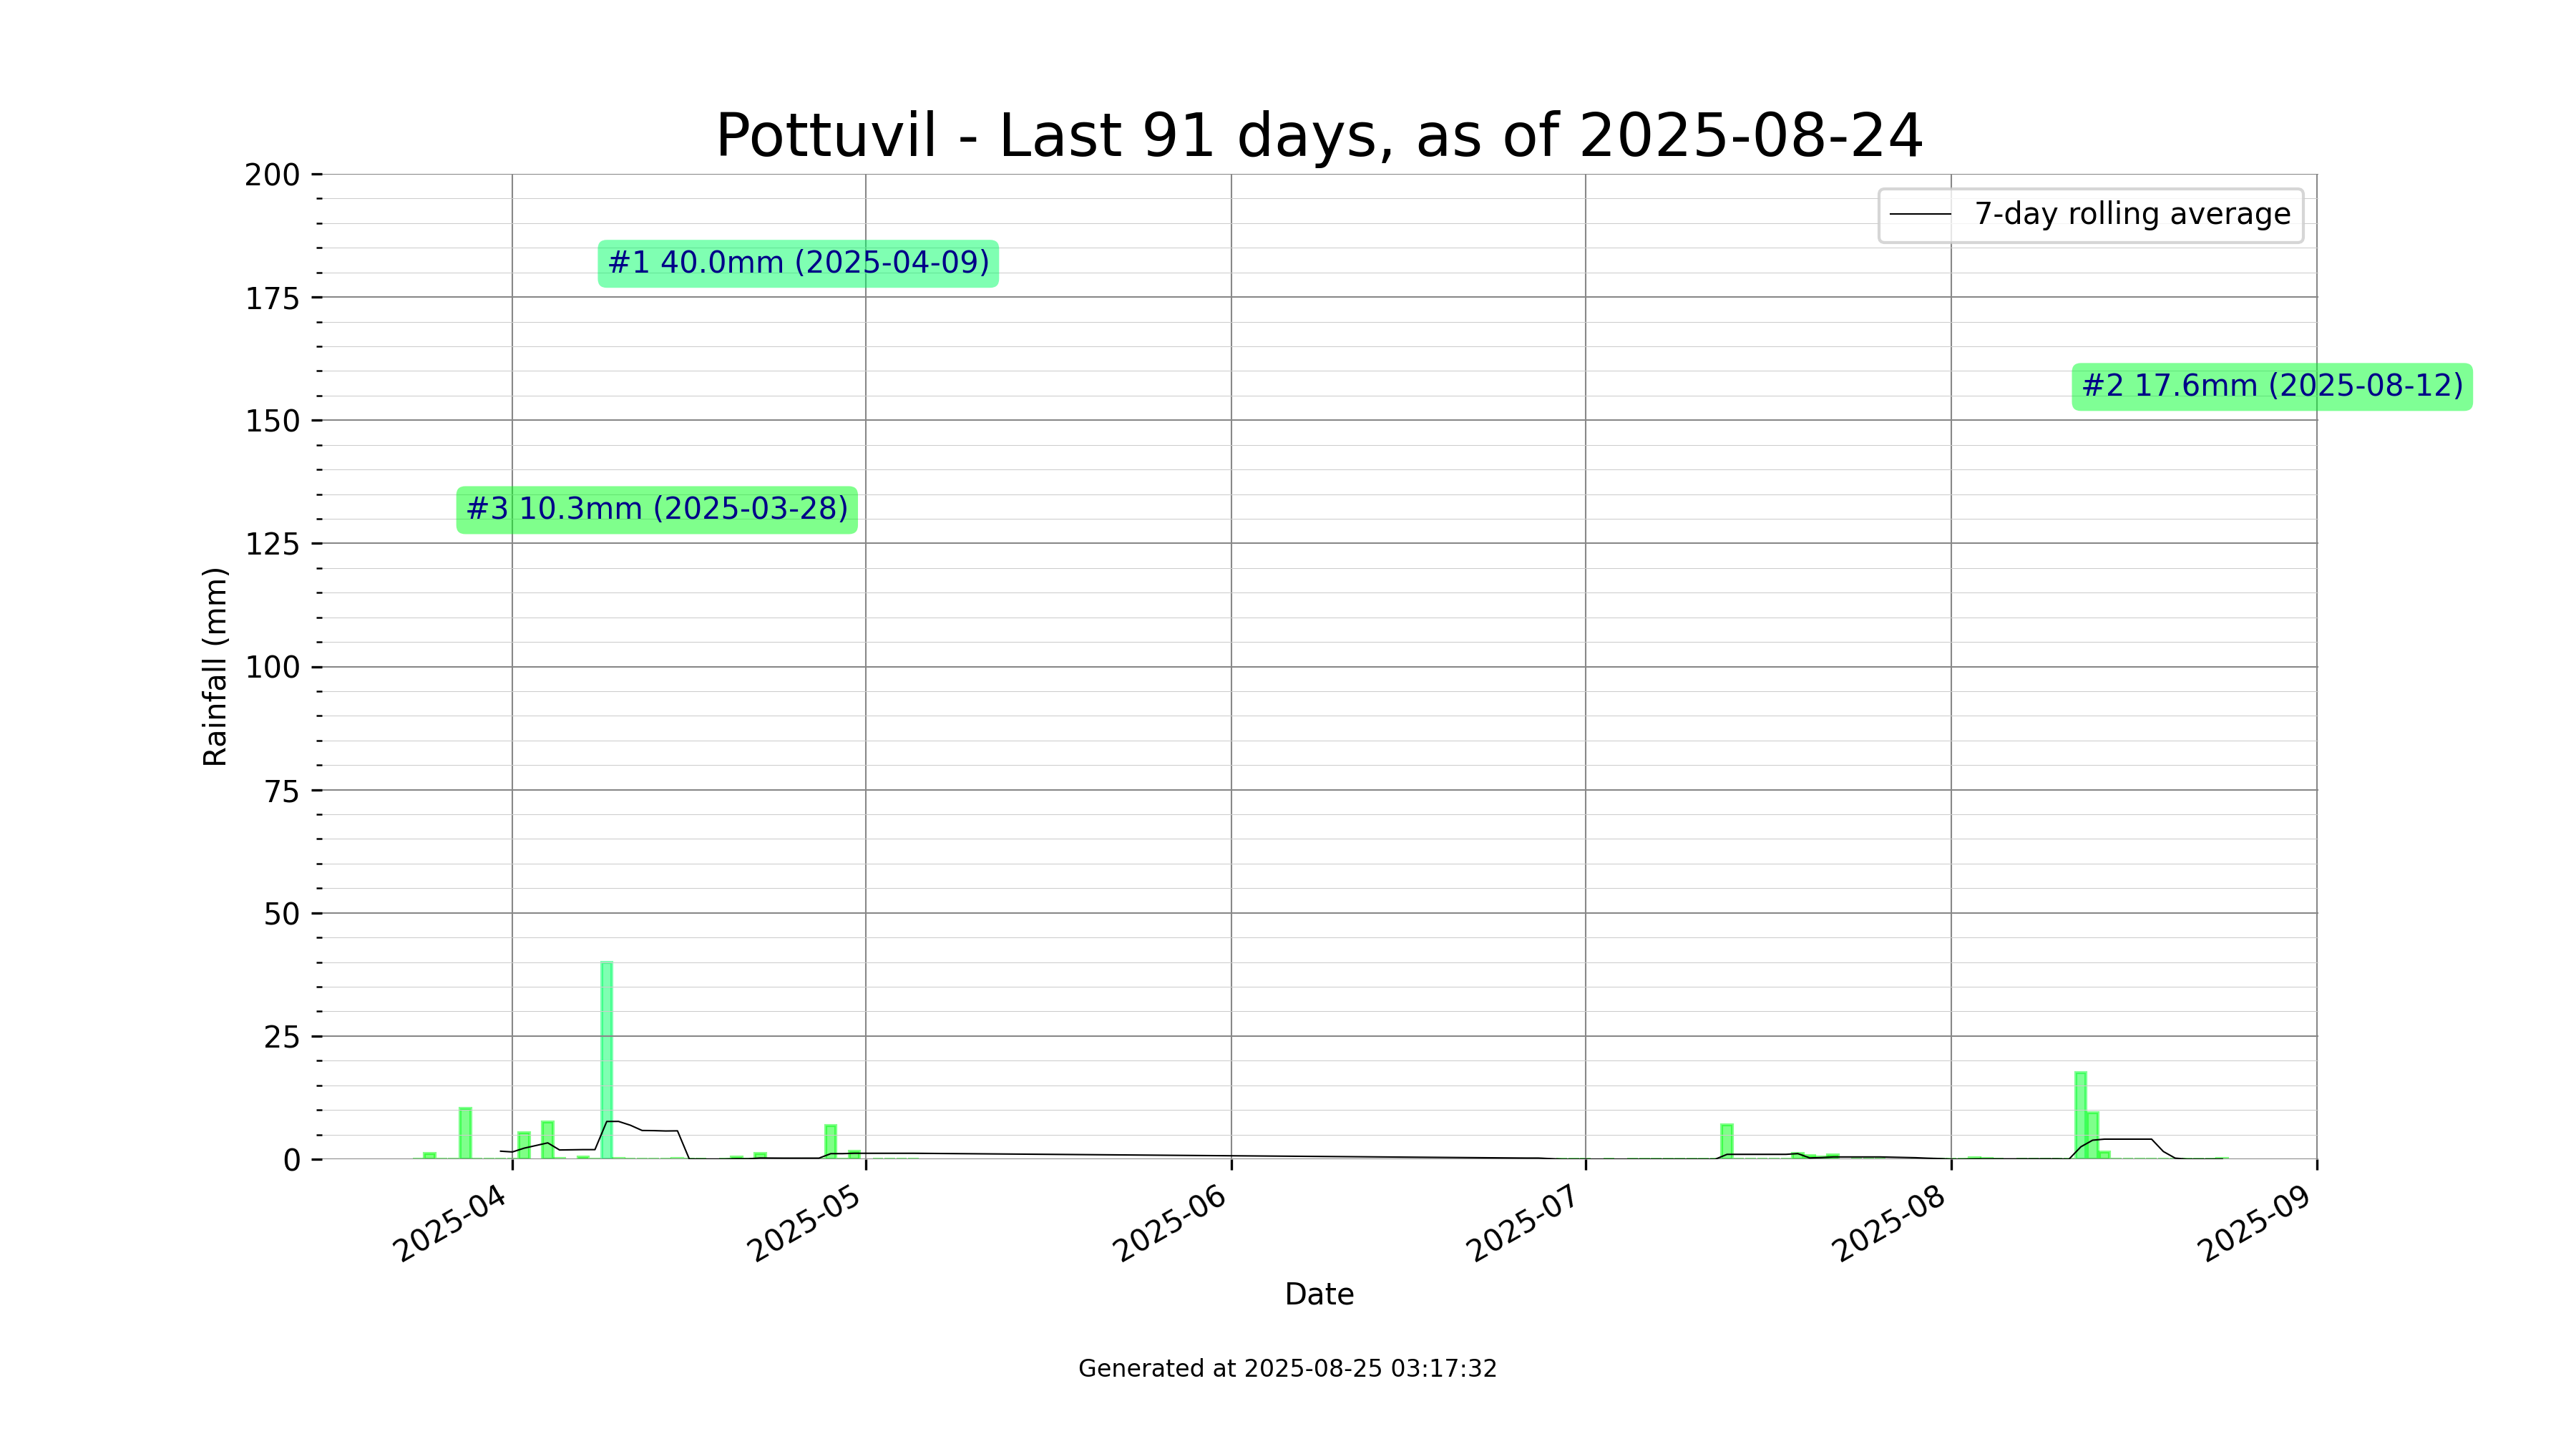 Pottuvil - Last 91 days, as of 2025-08-24
7-day rolling average
#1 40.0mm (2025-04-09)
#2 17.6mm (2025-08-12)
#3 10.3mm (2025-03-28)
Rainfall (mm)
200
175
150
125
100
75
50
25
0
2025-04
2025-05
2025-06
2025-07
2025-08
2025-09
Date
Generated at 2025-08-25 03:17:32